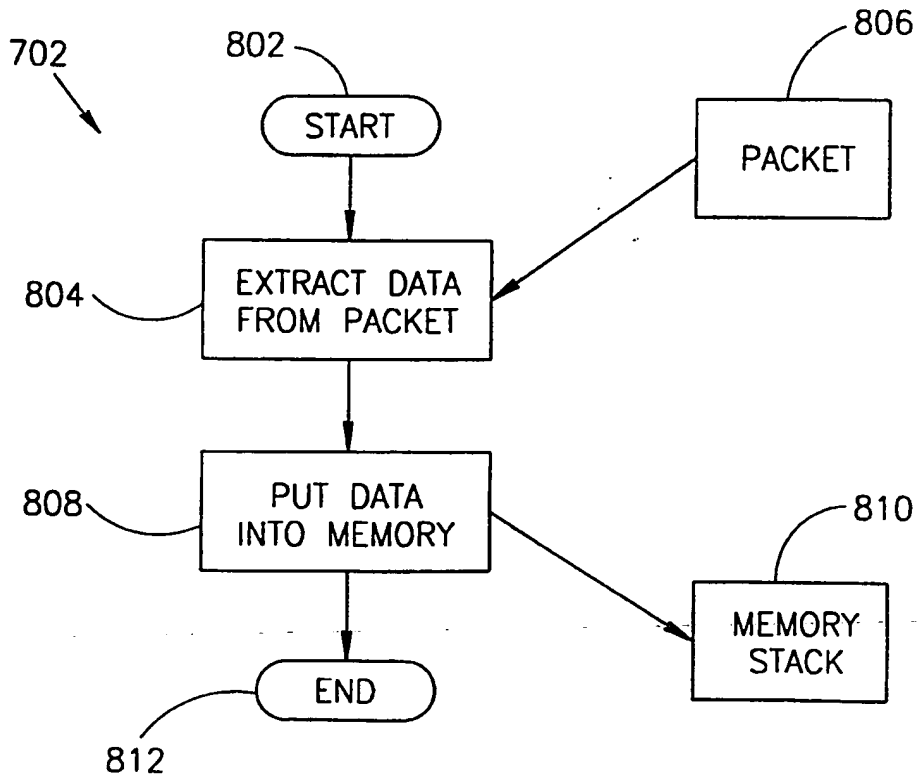 802
806
702
START
PACKET
804
EXTRACT DATA
FROM PACKET
808
PUT DATA
INTO MEMORY
810
MEMORY
STACK
END
812